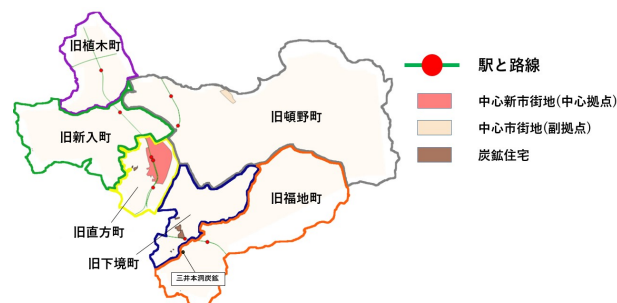 旧植木町
旧頓野町
旧新入町
旧福地町
旧直方町
旧下境町
三井本洞炭鉱
駅と路線
中心新市街地(中心拠点)
中心市街地(副拠点)
炭鉱住宅